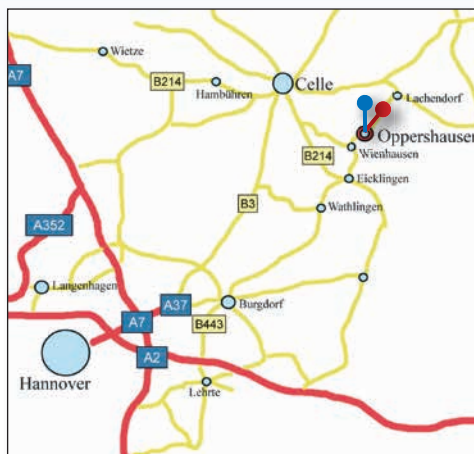 Wietze
A7
B214
Celle
Hambühren
Lachendorf
Oppershausen
B214
Wienhausen
Eicklingen
B3
Wathlingen
A352
Langenhagen
A37
Burgdorf
A7
B443
A2
Hannover
Lehrte